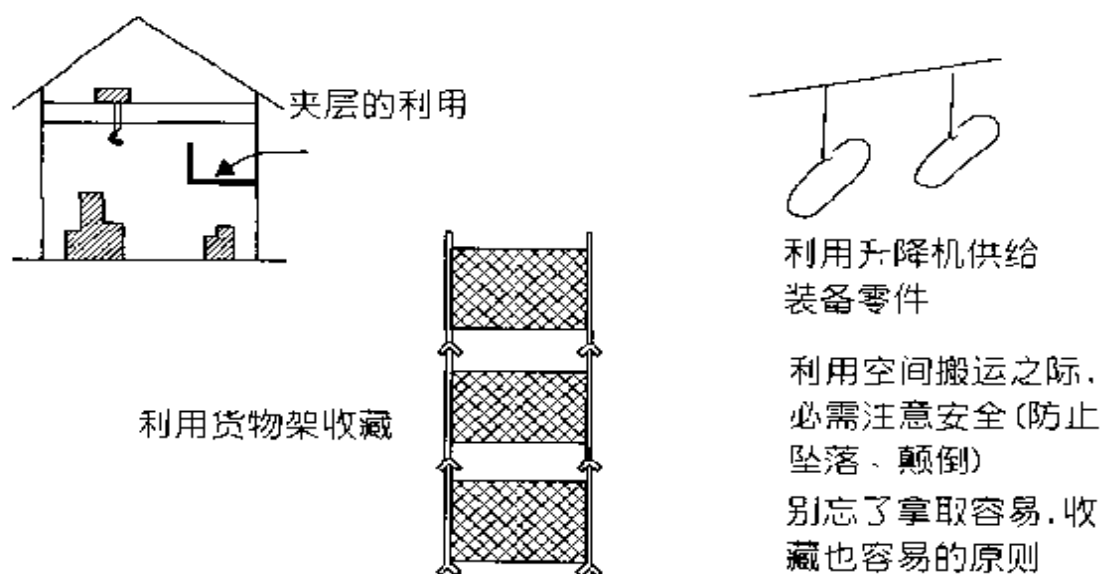 夹层的利用
利用升降机供给
装备零件
利用货物架收藏
利用空间搬运之际,
必需注意安全(防止
坠落、颠倒)
别忘了拿取容易,收
藏也容易的原则